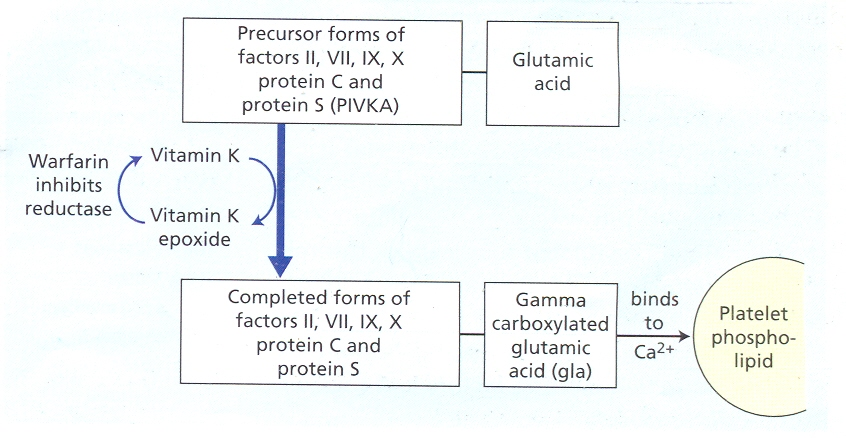 Precursor forms of
factors II, VII, IX, X
protein C and
protein S (PIVKA)
Glutamic
acid
Warfarin
inhibits
reductase
Vitamin K
Vitamin K
epoxide
Completed forms of
factors II, VII, IX, X
protein C and
protein S
Gamma
carboxylated
glutamic
acid (gla)
binds
to
Ca2+
Platelet
phospho-
lipid